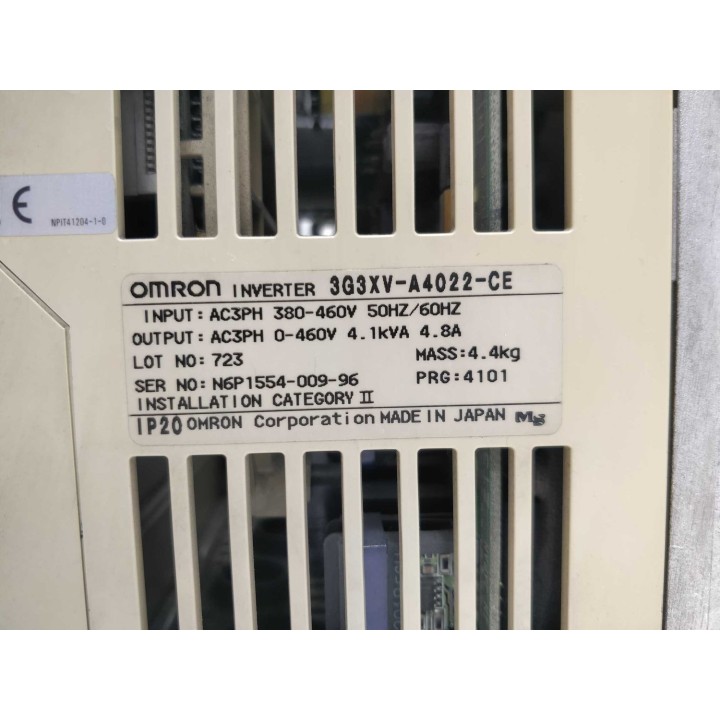 CE
NPIT41204-1-0
OMRON INVERTER 3G3XV-A4022-CE
INPUT: AC3PH 380-460V 50HZ/60HZ
OUTPUT: AC3PH 0-460V 4.1kVA 4.8A
LOT NO: 723 MASS:4.4kg
SER NO: N6P1554-009-96 PRG:4101
INSTALLATION CATEGORY II
IP20 OMRON Corporation MADE IN JAPAN Mg